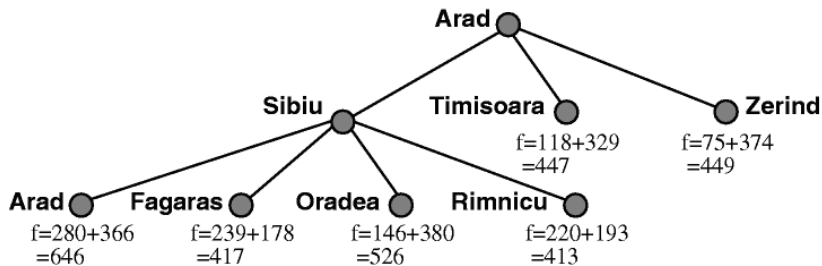 Arad
Sibiu
Timisoara
Zerind
f=118+329
=447
f=75+374
=449
Arad
Fagaras
Oradea
Rimnicu
f=280+366
=646
f=239+178
=417
f=146+380
=526
f=220+193
=413